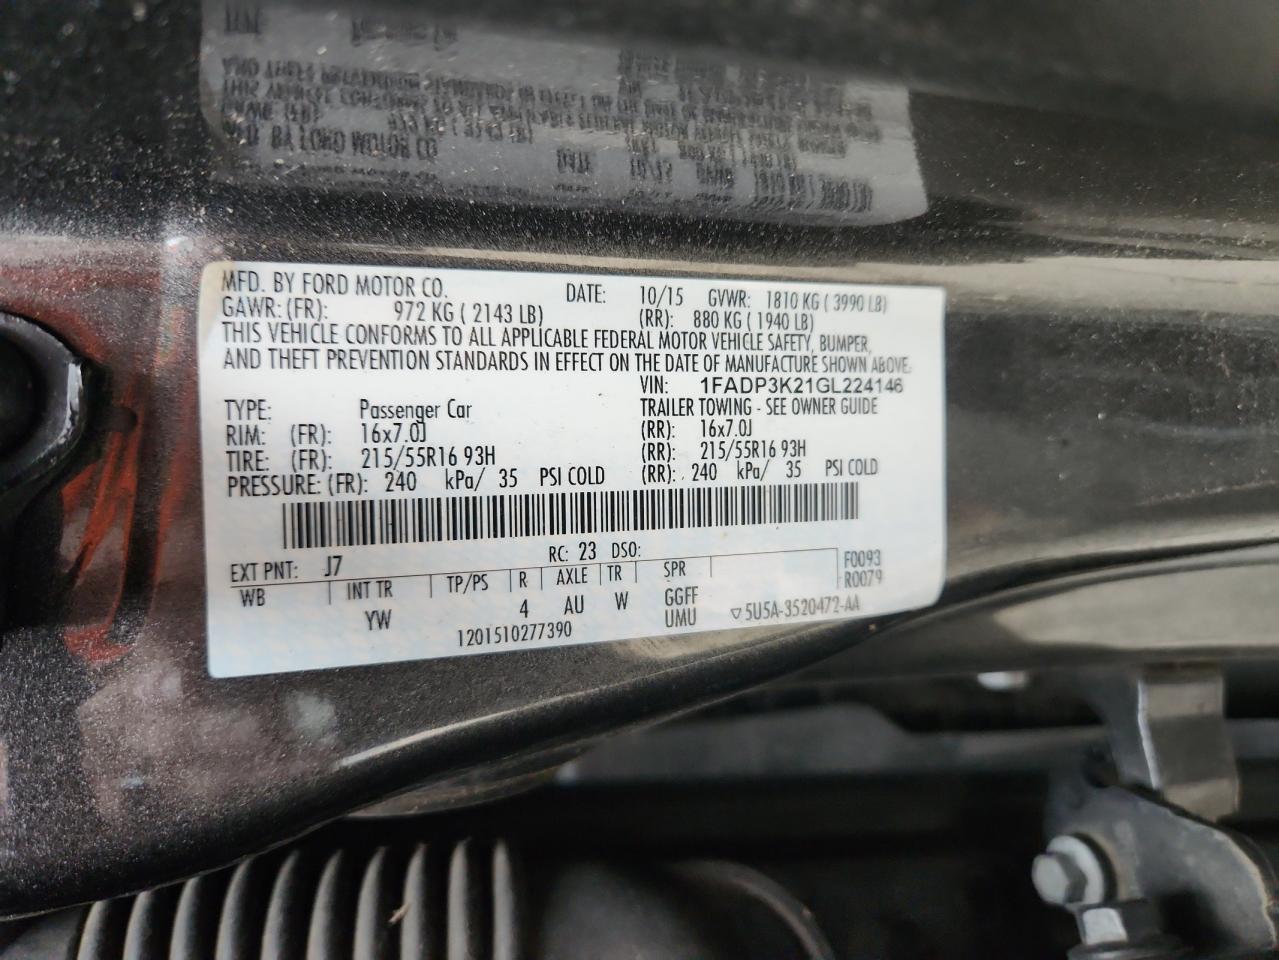 MFD. BY FORD MOTOR CO. DATE: 10/15 GVWR: 1810 KG ( 3990 LB)
GAWR: (FR): 972 KG ( 2143 LB) (RR): 880 KG ( 1940 LB)
THIS VEHICLE CONFORMS TO ALL APPLICABLE FEDERAL MOTOR VEHICLE SAFETY, BUMPER,
AND THEFT PREVENTION STANDARDS IN EFFECT ON THE DATE OF MANUFACTURE SHOWN ABOVE.
VIN: 1FADP3K21GL224146
TYPE: Passenger Car TRAILER TOWING - SEE OWNER GUIDE
RIM: (FR): 16x7.0J (RR): 16x7.0J
TIRE: (FR): 215/55R16 93H (RR): 215/55R16 93H
PRESSURE: (FR): 240 kPa/ 35 PSI COLD (RR): 240 kPa/ 35 PSI COLD
EXT PNT: J7 RC: 23 DSO: F0093
WB INT TR TP/PS R AXLE TR SPR R0079
YW 4 AU W GGFF
UMU ▽5U5A-3520472-AA
1201510277390